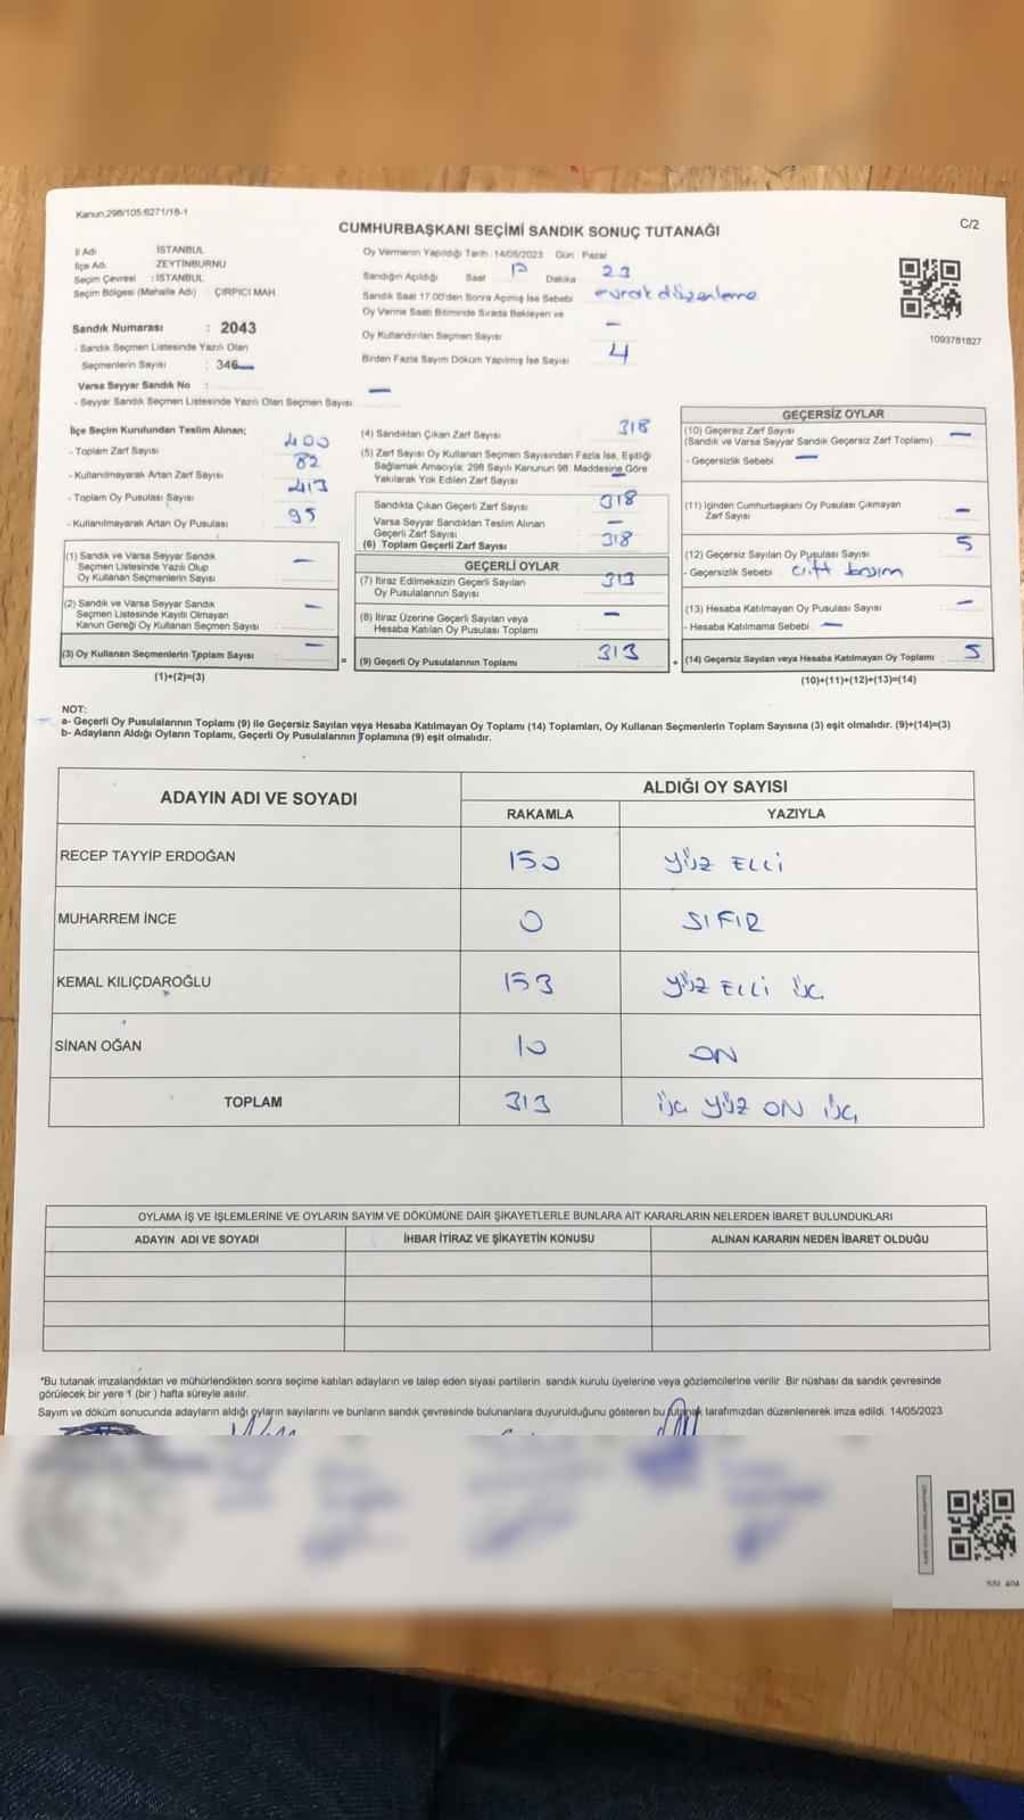 Kanun:298/105:6271/18-1
C/2
CUMHURBAŞKANI SEÇİMİ SANDIK SONUÇ TUTANAĞI
İl Adı : İSTANBUL
İlçe Adı : ZEYTİNBURNU
Seçim Çevresi : İSTANBUL
Seçim Bölgesi (Mahalle Adı) : ÇIRPICI MAH.
Oy Vermenin Yapıldığı Tarih :14/05/2023 Gün : Pazar
Sandığın Açıldığı Saat 17 Dakika 23
Sandık Saat 17.00'den Sonra Açılmış İse Sebebi evrak düzenleme
Oy Verme Saati Bitiminde Sırada Bekleyen ve
Oy Kullandırılan Seçmen Sayısı —
Birden Fazla Sayım Döküm Yapılmış İse Sayısı 4
1093781827
Sandık Numarası : 2043
- Sandık Seçmen Listesinde Yazılı Olan
Seçmenlerin Sayısı : 346
Varsa Seyyar Sandık No :
- Seyyar Sandık Seçmen Listesinde Yazılı Olan Seçmen Sayısı —
İlçe Seçim Kurulundan Teslim Alınan;
- Toplam Zarf Sayısı 400
- Kullanılmayarak Artan Zarf Sayısı 82
- Toplam Oy Pusulası Sayısı 413
- Kullanılmayarak Artan Oy Pusulası 95
(1) Sandık ve Varsa Seyyar Sandık
Seçmen Listesinde Yazılı Olup
Oy Kullanan Seçmenlerin Sayısı —
(2) Sandık ve Varsa Seyyar Sandık
Seçmen Listesinde Kayıtlı Olmayan
Kanun Gereği Oy Kullanan Seçmen Sayısı —
(3) Oy Kullanan Seçmenlerin Toplam Sayısı —
(1)+(2)=(3)
(4) Sandıktan Çıkan Zarf Sayısı 318
(5) Zarf Sayısı Oy Kullanan Seçmen Sayısından Fazla İse, Eşitliği
Sağlamak Amacıyla; 298 Sayılı Kanunun 98. Maddesine Göre
Yakılarak Yok Edilen Zarf Sayısı —
Sandıkta Çıkan Geçerli Zarf Sayısı 318
Varsa Seyyar Sandıktan Teslim Alınan
Geçerli Zarf Sayısı —
(6) Toplam Geçerli Zarf Sayısı 318
GEÇERLİ OYLAR
(7) İtiraz Edilmeksizin Geçerli Sayılan
Oy Pusulalarının Sayısı 313
(8) İtiraz Üzerine Geçerli Sayılan veya
Hesaba Katılan Oy Pusulası Toplamı —
= (9) Geçerli Oy Pusulalarının Toplamı 313
GEÇERSİZ OYLAR
(10) Geçersiz Zarf Sayısı
(Sandık ve Varsa Seyyar Sandık Geçersiz Zarf Toplamı) —
- Geçersizlik Sebebi —
(11) İçinden Cumhurbaşkanı Oy Pusulası Çıkmayan
Zarf Sayısı —
(12) Geçersiz Sayılan Oy Pusulası Sayısı 5
- Geçersizlik Sebebi çift basım
(13) Hesaba Katılmayan Oy Pusulası Sayısı —
- Hesaba Katılmama Sebebi —
+ (14) Geçersiz Sayılan veya Hesaba Katılmayan Oy Toplamı 5
(10)+(11)+(12)+(13)=(14)
NOT:
a- Geçerli Oy Pusulalarının Toplamı (9) ile Geçersiz Sayılan veya Hesaba Katılmayan Oy Toplamı (14) Toplamları, Oy Kullanan Seçmenlerin Toplam Sayısına (3) eşit olmalıdır. (9)+(14)=(3)
b- Adayların Aldığı Oyların Toplamı, Geçerli Oy Pusulalarının Toplamına (9) eşit olmalıdır.
ADAYIN ADI VE SOYADI
ALDIĞI OY SAYISI
RAKAMLA YAZIYLA
RECEP TAYYİP ERDOĞAN 150 YÜZ ELLİ
MUHARREM İNCE 0 SIFIR
KEMAL KILIÇDAROĞLU 153 YÜZ ELLİ ÜÇ
SİNAN OĞAN 10 ON
TOPLAM 313 ÜÇ YÜZ ON ÜÇ
OYLAMA İŞ VE İŞLEMLERİNE VE OYLARIN SAYIM VE DÖKÜMÜNE DAİR ŞİKAYETLERLE BUNLARA AİT KARARLARIN NELERDEN İBARET BULUNDUKLARI
ADAYIN ADI VE SOYADI İHBAR İTİRAZ VE ŞİKAYETİN KONUSU ALINAN KARARIN NEDEN İBARET OLDUĞU
*Bu tutanak imzalandıktan ve mühürlendikten sonra seçime katılan adayların ve talep eden siyasi partilerin sandık kurulu üyelerine veya gözlemcilerine verilir. Bir nüshası da sandık çevresinde
görülecek bir yere 1 (bir) hafta süreyle asılır.
Sayım ve döküm sonucunda adayların aldığı oyların sayılarını ve bunların sandık çevresinde bulunanlara duyurulduğunu gösteren bu tutanak tarafımızdan düzenlenerek imza edildi. 14/05/2023